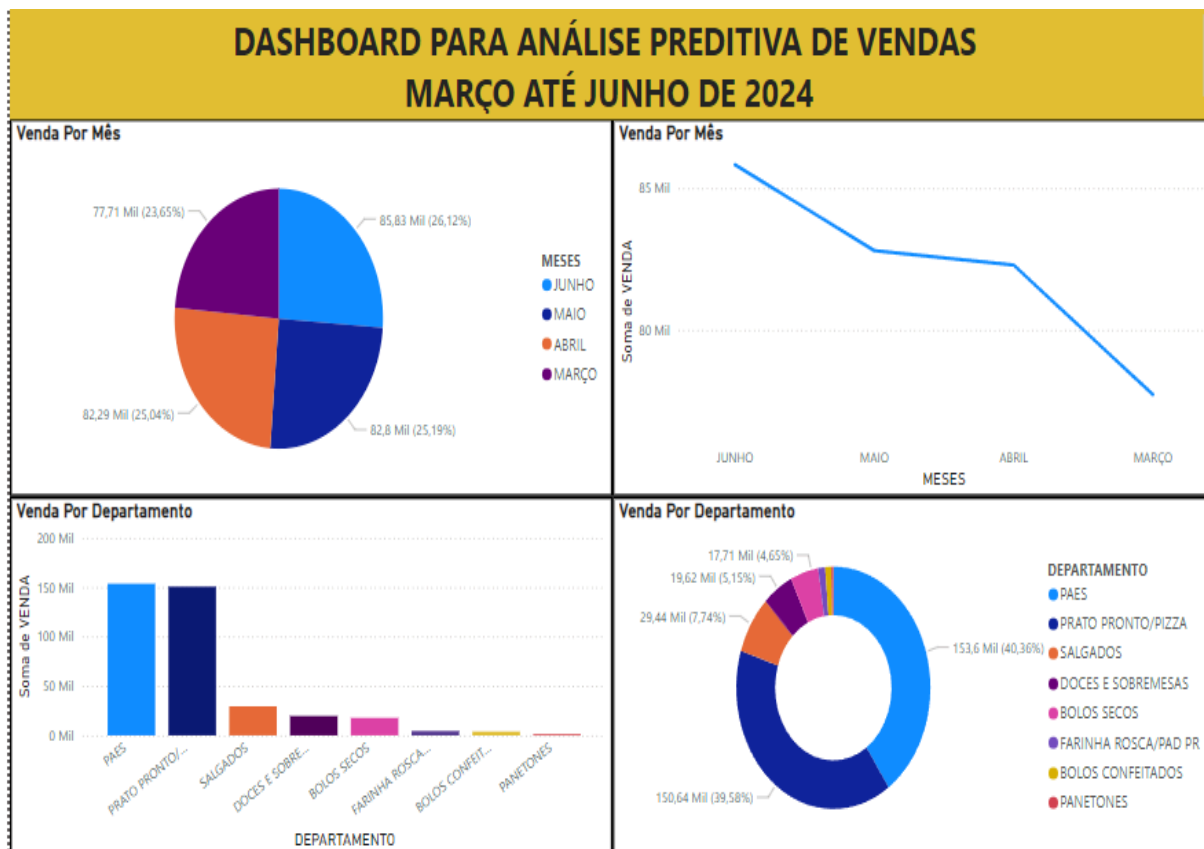 DASHBOARD PARA ANÁLISE PREDITIVA DE VENDAS
MARÇO ATÉ JUNHO DE 2024
Venda Por Mês
77,71 Mil (23,65%)
85,83 Mil (26,12%)
82,29 Mil (25,04%)
82,8 Mil (25,19%)
MESES
JUNHO
MAIO
ABRIL
MARÇO
Venda Por Mês
Soma de VENDA
85 Mil
80 Mil
JUNHO
MAIO
ABRIL
MARÇO
MESES
Venda Por Departamento
Soma de VENDA
200 Mil
150 Mil
100 Mil
50 Mil
0 Mil
PAES
PRATO PRONTO/...
SALGADOS
DOCES E SOBRE...
BOLOS SECOS
FARINHA ROSCA...
BOLOS CONFEIT...
PANETONES
DEPARTAMENTO
Venda Por Departamento
17,71 Mil (4,65%)
19,62 Mil (5,15%)
29,44 Mil (7,74%)
153,6 Mil (40,36%)
150,64 Mil (39,58%)
DEPARTAMENTO
PAES
PRATO PRONTO/PIZZA
SALGADOS
DOCES E SOBREMESAS
BOLOS SECOS
FARINHA ROSCA/PAD PR
BOLOS CONFEITADOS
PANETONES